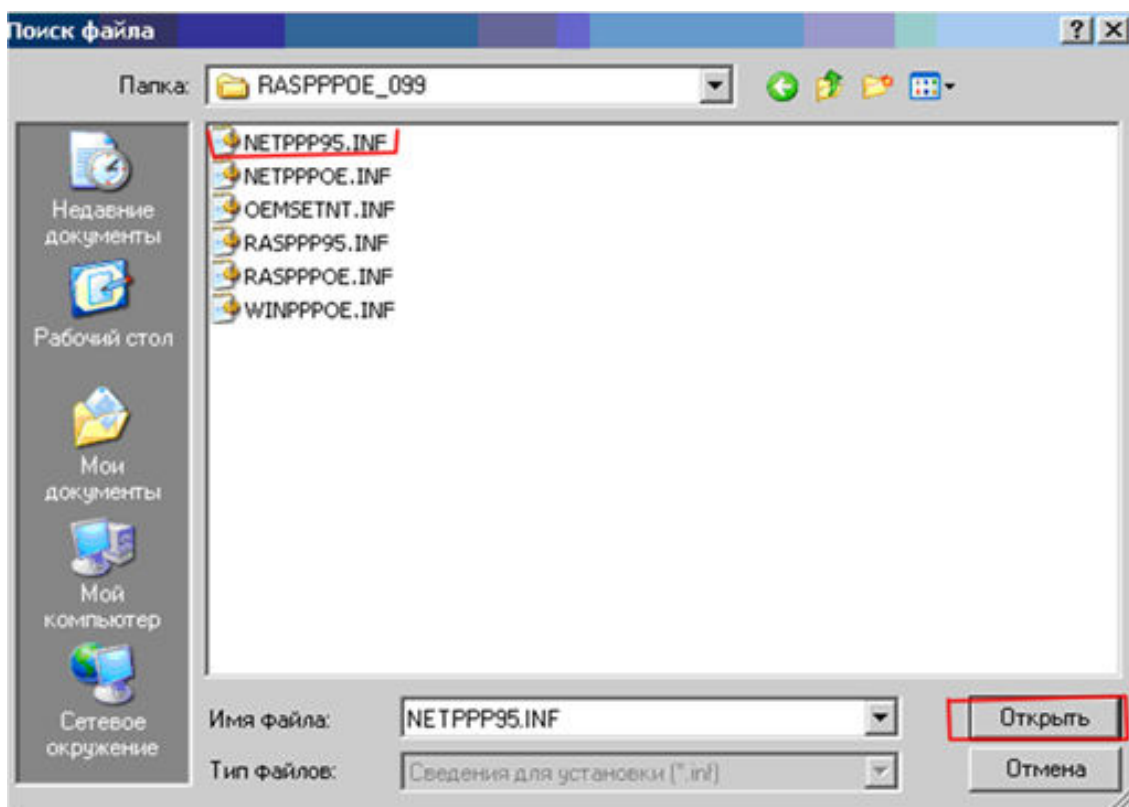 Поиск файла
Папка: RASPPPOE_099
NETPPP95.INF
NETPPPOE.INF
OEMSETNT.INF
RASPPP95.INF
RASPPPOE.INF
WINPPPOE.INF
Недавние
документы
Рабочий стол
Мои
документы
Мой
компьютер
Сетевое
окружение
Имя файла: NETPPP95.INF Открыть
Тип файлов: Сведения для установки (*.inf) Отмена